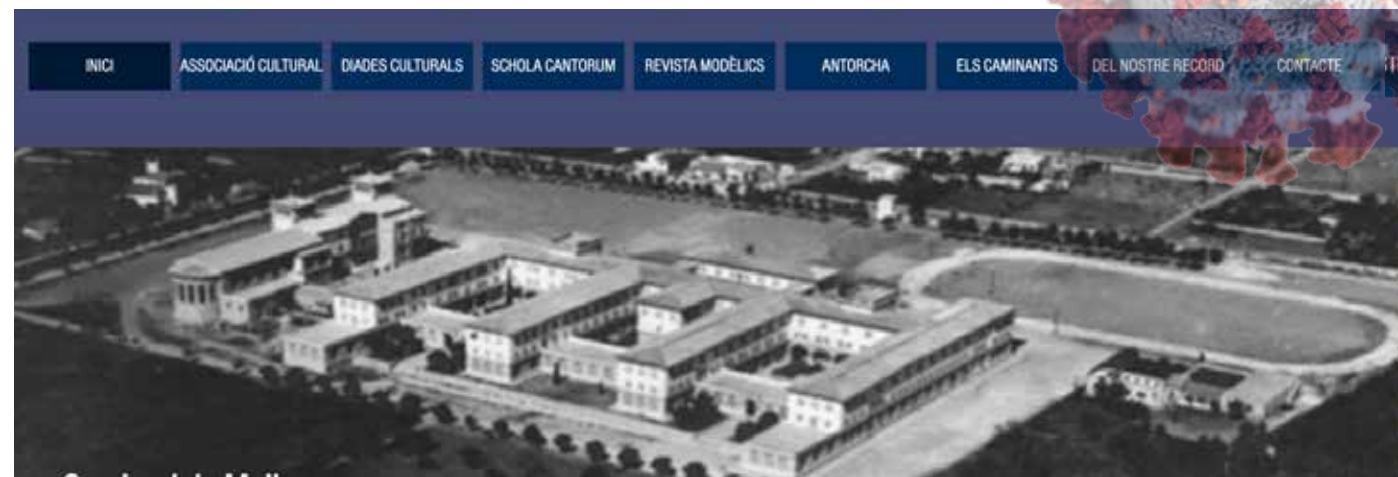 INICI
ASSOCIACIÓ CULTURAL
DIADES CULTURALS
SCHOLA CANTORUM
REVISTA MODÈLICS
ANTORCHA
ELS CAMINANTS
DEL NOSTRE RECORD
CONTACTE